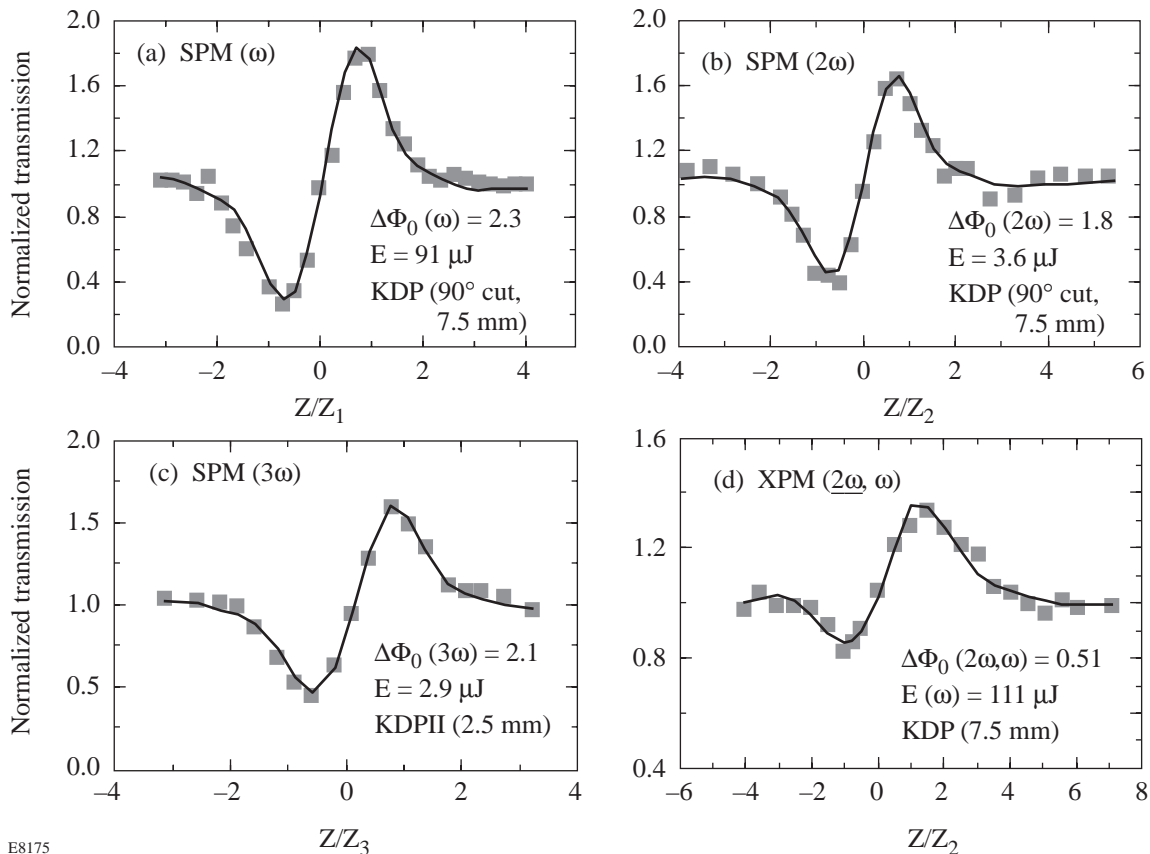 Normalized transmission
2.0
1.6
1.2
0.8
0.4
0.0
(a) SPM (ω)
ΔΦ₀ (ω) = 2.3
E = 91 μJ
KDP (90° cut,
7.5 mm)
−4 −2 0 2 4
Z/Z₁
2.0
1.6
1.2
0.8
0.4
0.0
(b) SPM (2ω)
ΔΦ₀ (2ω) = 1.8
E = 3.6 μJ
KDP (90° cut,
7.5 mm)
−4 −2 0 2 4 6
Z/Z₂
Normalized transmission
2.0
1.5
1.0
0.5
0.0
(c) SPM (3ω)
ΔΦ₀ (3ω) = 2.1
E = 2.9 μJ
KDPII (2.5 mm)
−4 −2 0 2 4
Z/Z₃
1.6
1.2
0.8
0.4
(d) XPM (2ω, ω)
ΔΦ₀ (2ω,ω) = 0.51
E (ω) = 111 μJ
KDP (7.5 mm)
−6 −4 −2 0 2 4 6 8
Z/Z₂
E8175